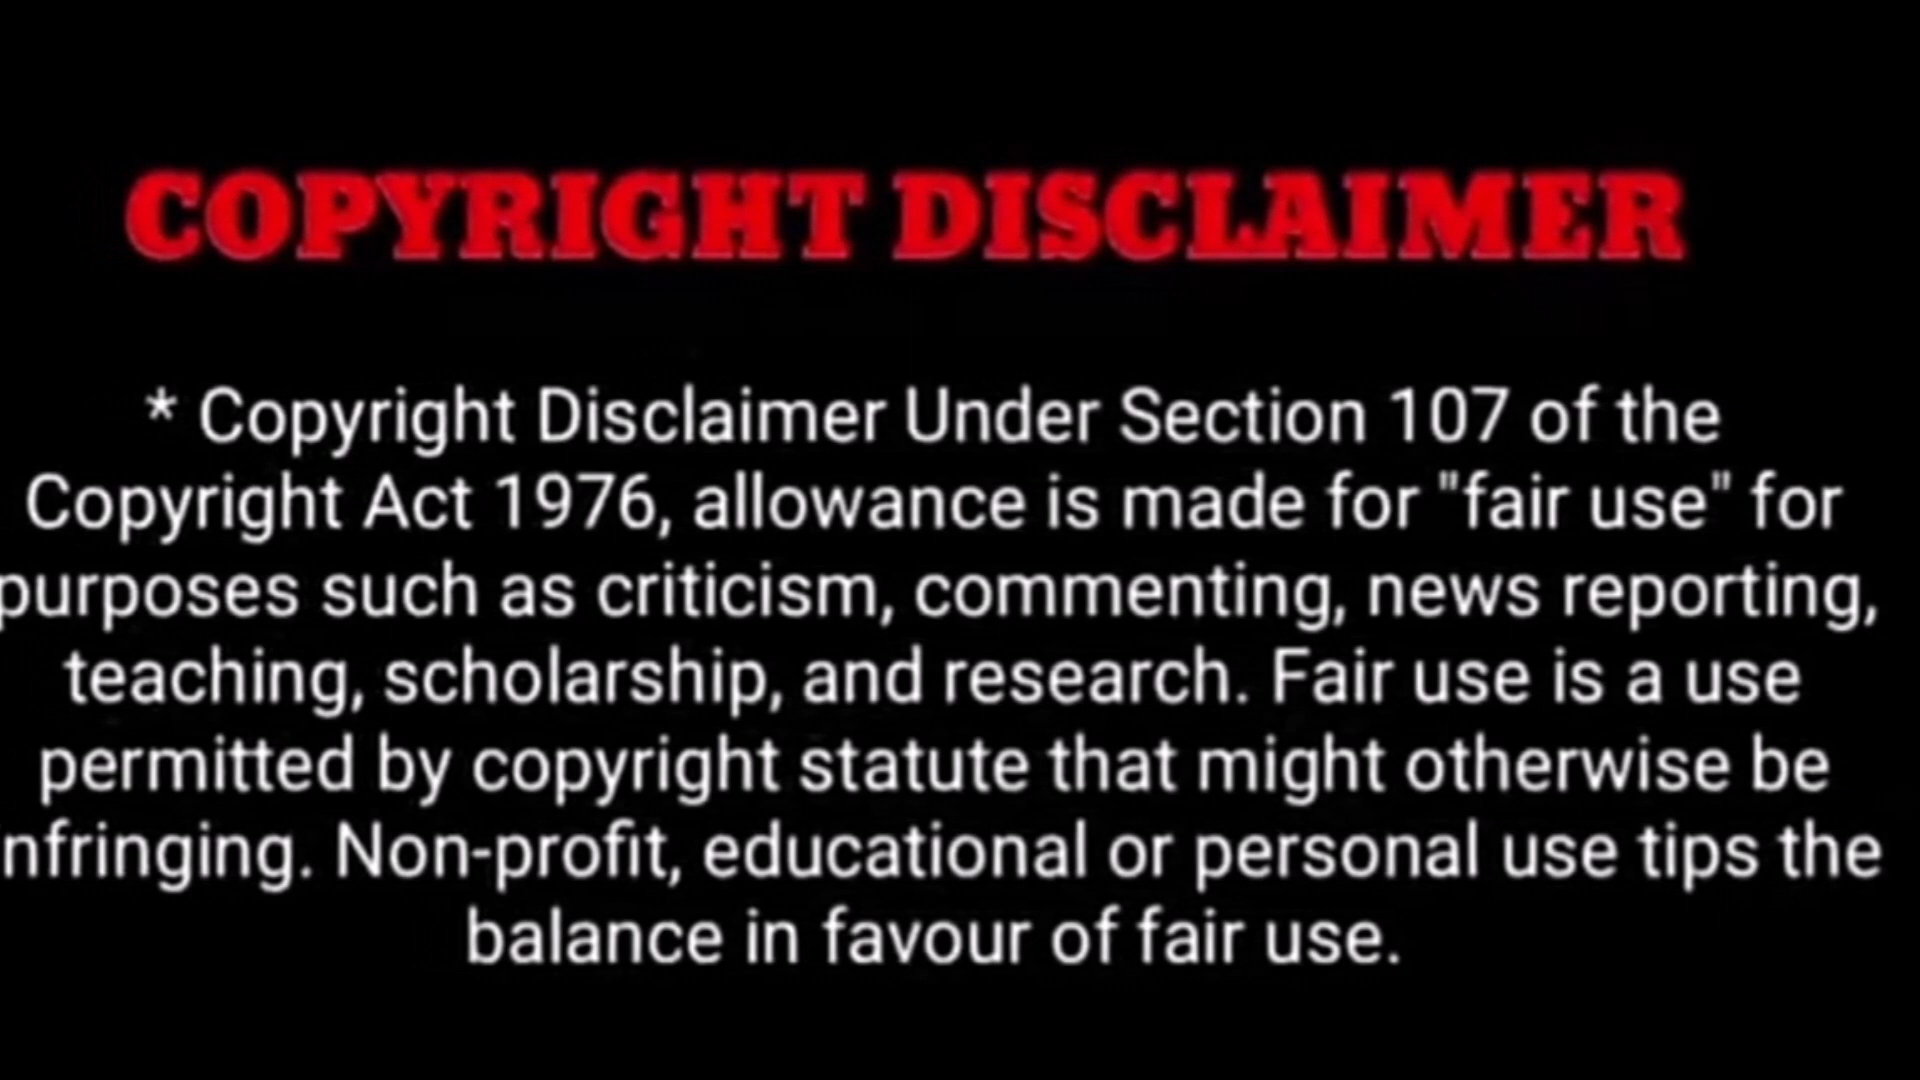 COPYRIGHT DISCLAIMER
* Copyright Disclaimer Under Section 107 of the
Copyright Act 1976, allowance is made for "fair use" for
purposes such as criticism, commenting, news reporting,
teaching, scholarship, and research. Fair use is a use
permitted by copyright statute that might otherwise be
infringing. Non-profit, educational or personal use tips the
balance in favour of fair use.